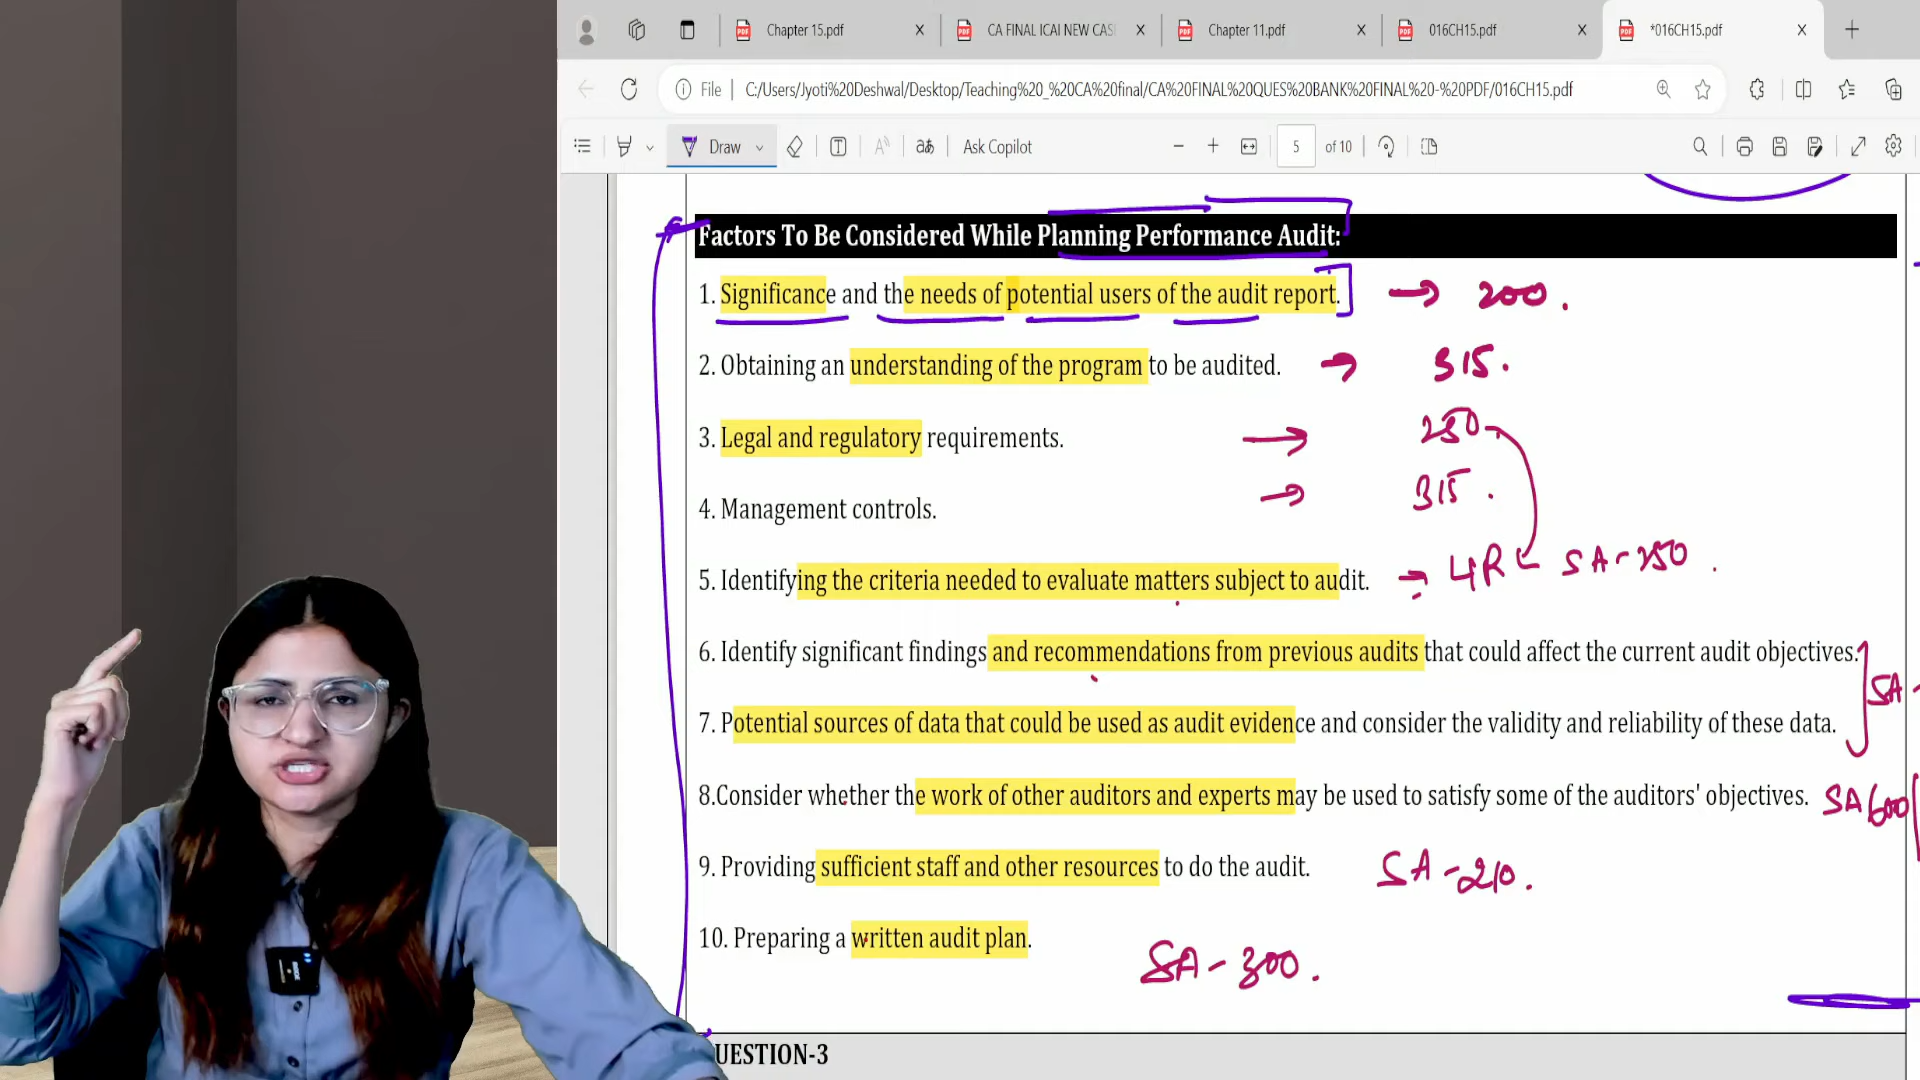 Chapter 15.pdf
CA FINAL ICAI NEW CAS
Chapter 11.pdf
016CH15.pdf
*016CH15.pdf
File
C:/Users/Jyoti%20Deshwal/Desktop/Teaching%20_%20CA%20final/CA%20FINAL%20QUES%20BANK%20FINAL%20-%20PDF/016CH15.pdf
Draw
Ask Copilot
5
of 10
Factors To Be Considered While Planning Performance Audit:
1. Significance and the needs of potential users of the audit report. → 200.
2. Obtaining an understanding of the program to be audited. → 315.
3. Legal and regulatory requirements. → 250
4. Management controls. → 315.
5. Identifying the criteria needed to evaluate matters subject to audit. → 4R SA-250.
6. Identify significant findings and recommendations from previous audits that could affect the current audit objectives.
SA-
7. Potential sources of data that could be used as audit evidence and consider the validity and reliability of these data.
8.Consider whether the work of other auditors and experts may be used to satisfy some of the auditors' objectives. SA 600
9. Providing sufficient staff and other resources to do the audit. SA-210.
10. Preparing a written audit plan. SA-300.
UESTION-3